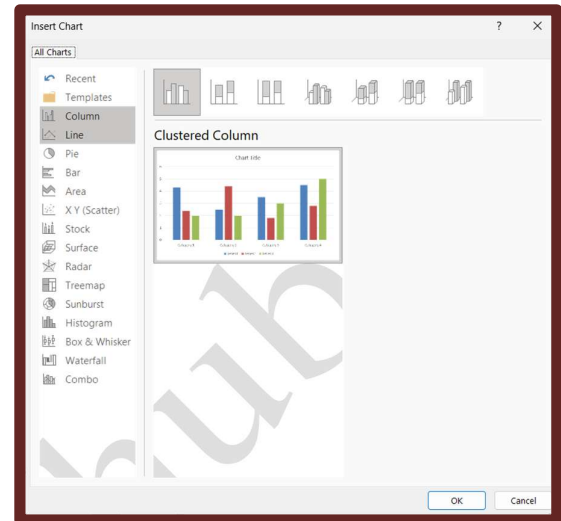 Insert Chart ? ×
All Charts
Recent
Templates
Column
Line
Pie
Bar
Area
X Y (Scatter)
Stock
Surface
Radar
Treemap
Sunburst
Histogram
Box & Whisker
Waterfall
Combo
Clustered Column
Chart Title
ub
OK Cancel